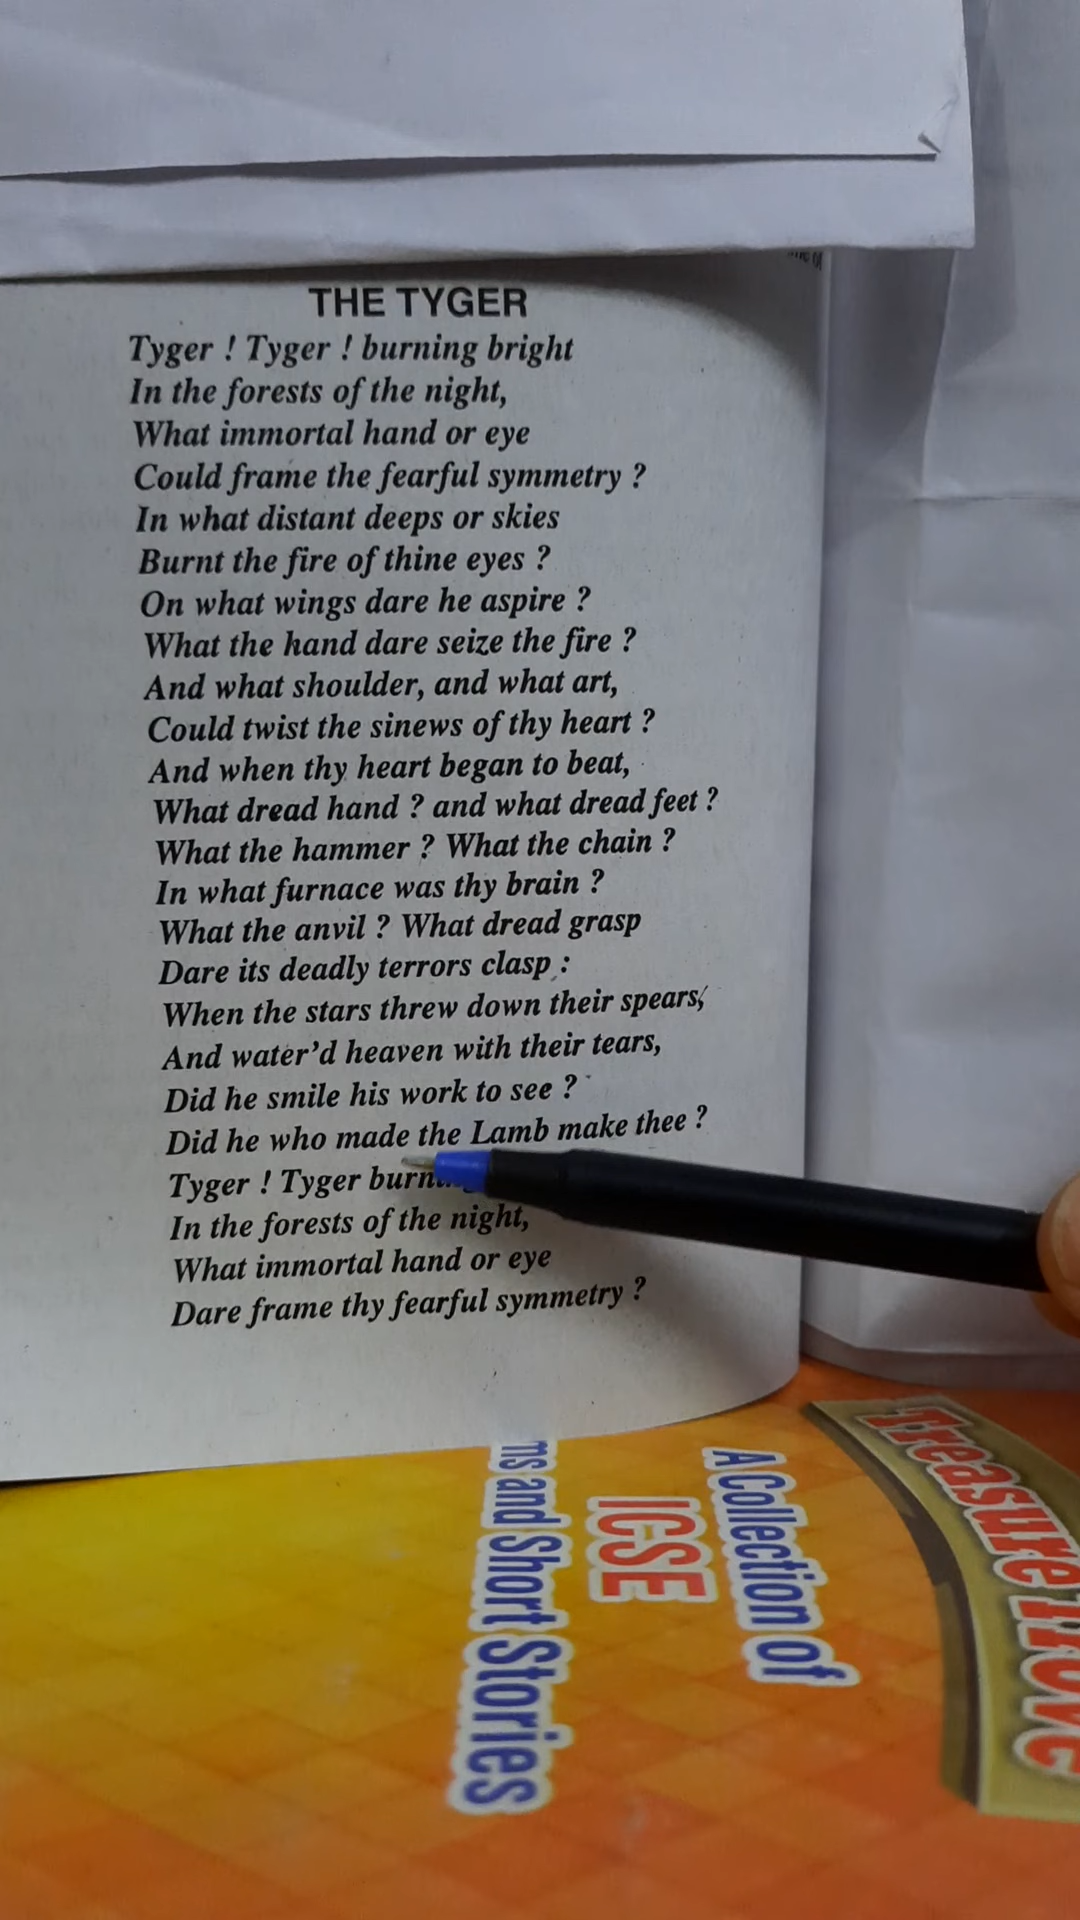 THE TYGER
Tyger ! Tyger ! burning bright
In the forests of the night,
What immortal hand or eye
Could frame the fearful symmetry ?
In what distant deeps or skies
Burnt the fire of thine eyes ?
On what wings dare he aspire ?
What the hand dare seize the fire ?
And what shoulder, and what art,
Could twist the sinews of thy heart ?
And when thy heart began to beat,
What dread hand ? and what dread feet ?
What the hammer ? What the chain ?
In what furnace was thy brain ?
What the anvil ? What dread grasp
Dare its deadly terrors clasp :
When the stars threw down their spears,
And water'd heaven with their tears,
Did he smile his work to see ?
Did he who made the Lamb make thee ?
Tyger ! Tyger
In the forests of the night,
What immortal hand or eye
Dare frame thy fearful symmetry ?
Treasure Trove
A Collection of
ICSE
and Short Stories